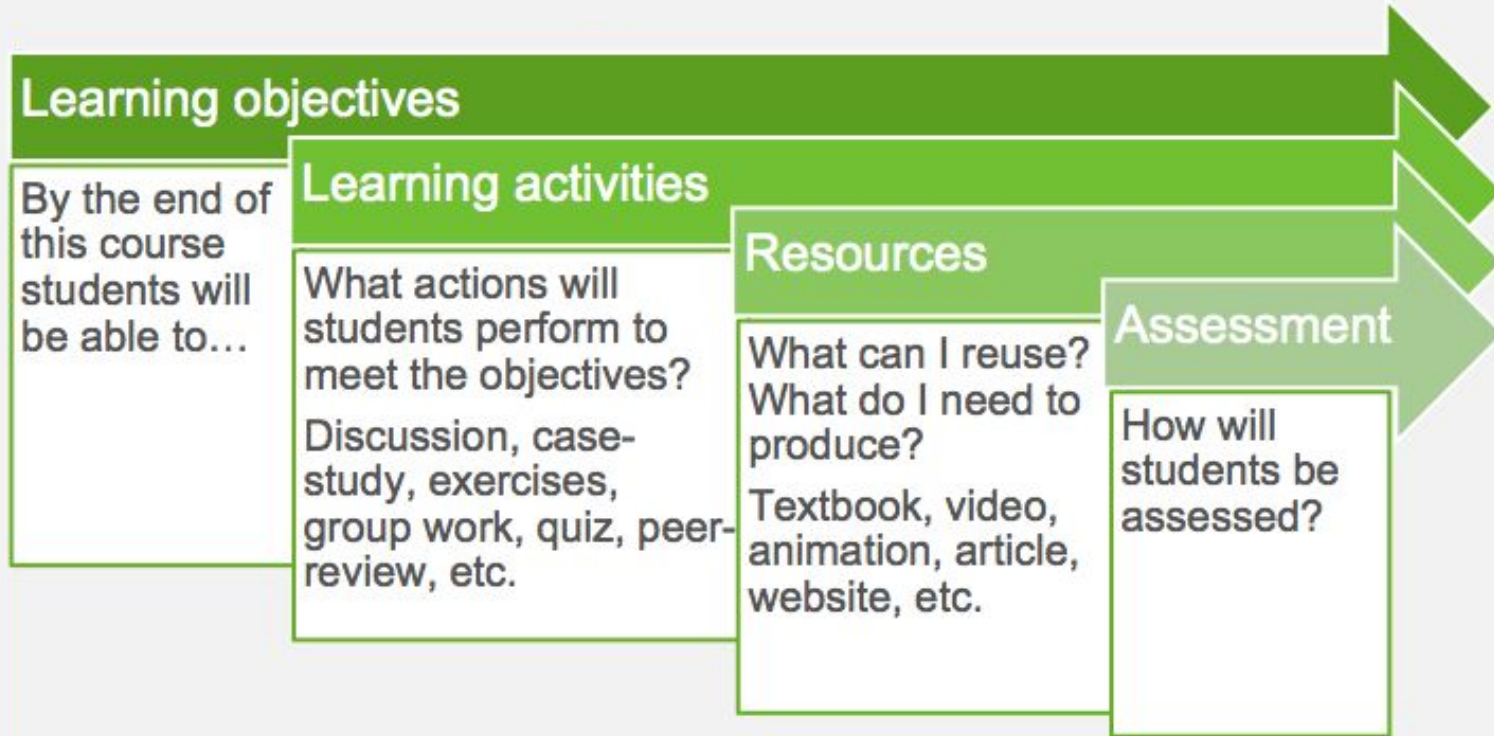 Learning objectives
By the end of
this course
students will
be able to…
Learning activities
What actions will
students perform to
meet the objectives?
Discussion, case-
study, exercises,
group work, quiz, peer-
review, etc.
Resources
What can I reuse?
What do I need to
produce?
Textbook, video,
animation, article,
website, etc.
Assessment
How will
students be
assessed?